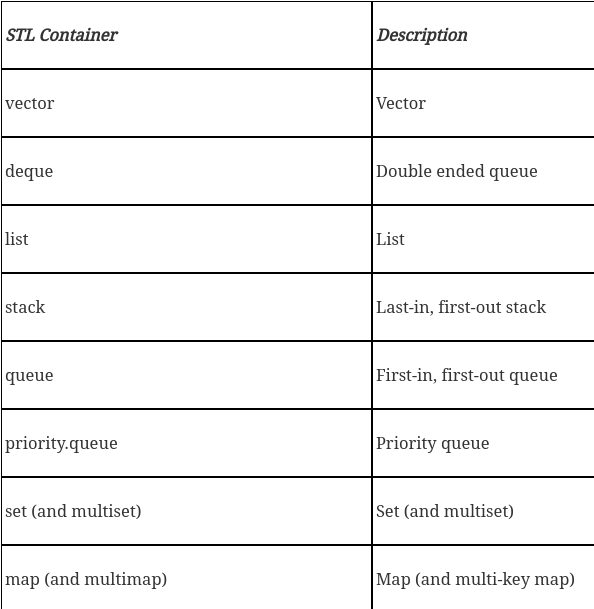 STL Container Description
vector Vector
deque Double ended queue
list List
stack Last-in, first-out stack
queue First-in, first-out queue
priority.queue Priority queue
set (and multiset) Set (and multiset)
map (and multimap) Map (and multi-key map)